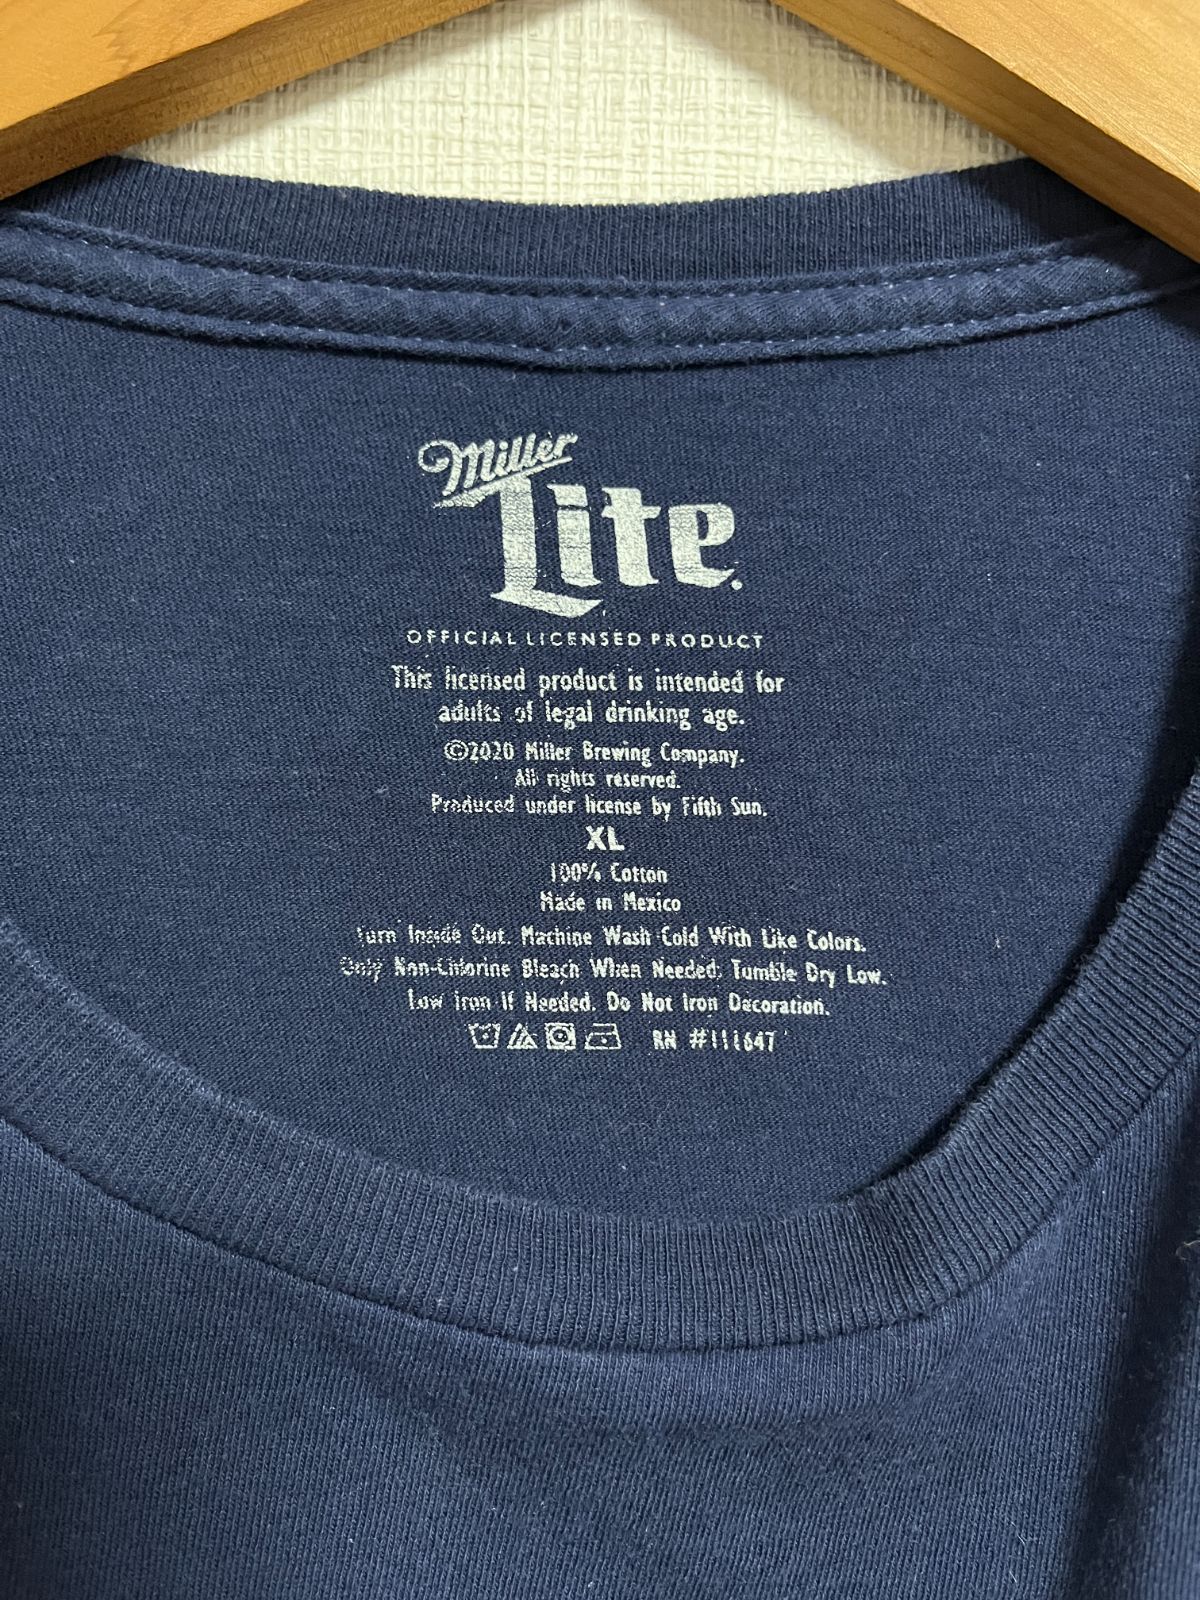 Miller
Lite
OFFICIAL LICENSED PRODUCT
This licensed product is intended for
adults of legal drinking age.
©2020 Miller Brewing Company.
All rights reserved.
Produced under license by Fifth Sun.
XL
100% Cotton
Made in Mexico
Turn Inside Out. Machine Wash Cold With Like Colors.
Only Non-Chlorine Bleach When Needed. Tumble Dry Low.
Low Iron If Needed. Do Not Iron Decoration.
RN #111647